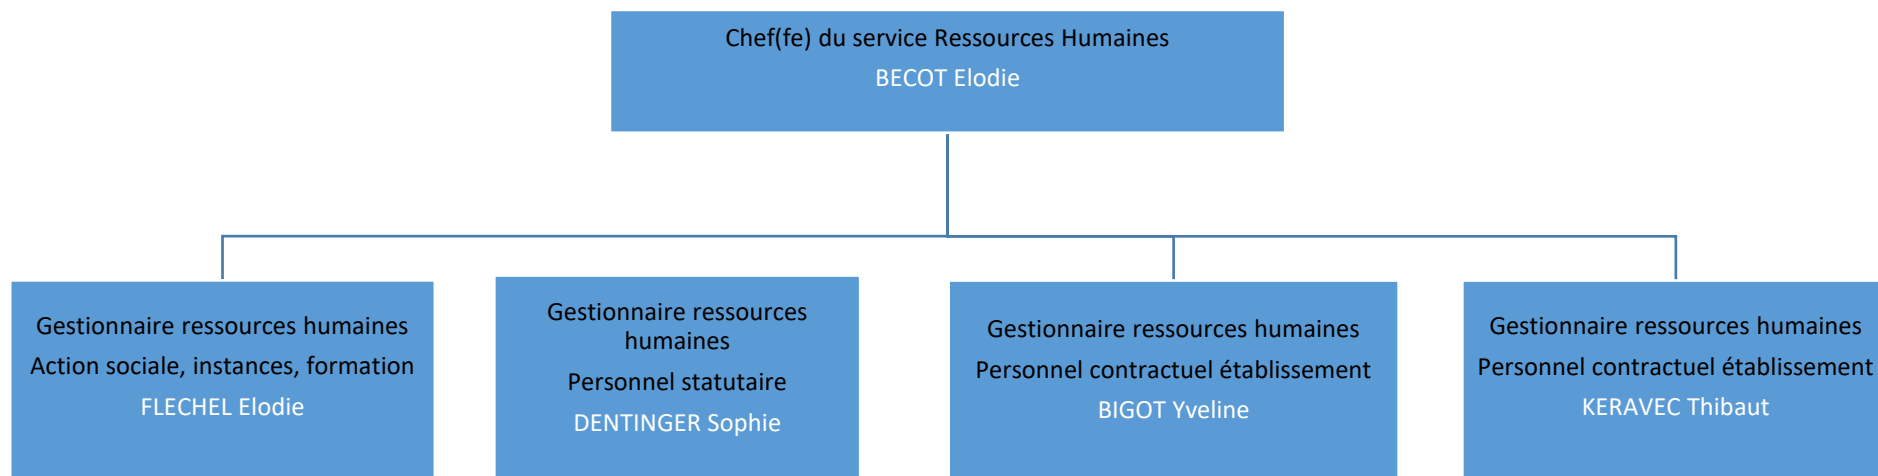 Chef(fe) du service Ressources Humaines
BECOT Elodie
Gestionnaire ressources humaines
Action sociale, instances, formation
FLECHEL Elodie
Gestionnaire ressources
humaines
Personnel statutaire
DENTINGER Sophie
Gestionnaire ressources humaines
Personnel contractuel établissement
BIGOT Yveline
Gestionnaire ressources humaines
Personnel contractuel établissement
KERAVEC Thibaut